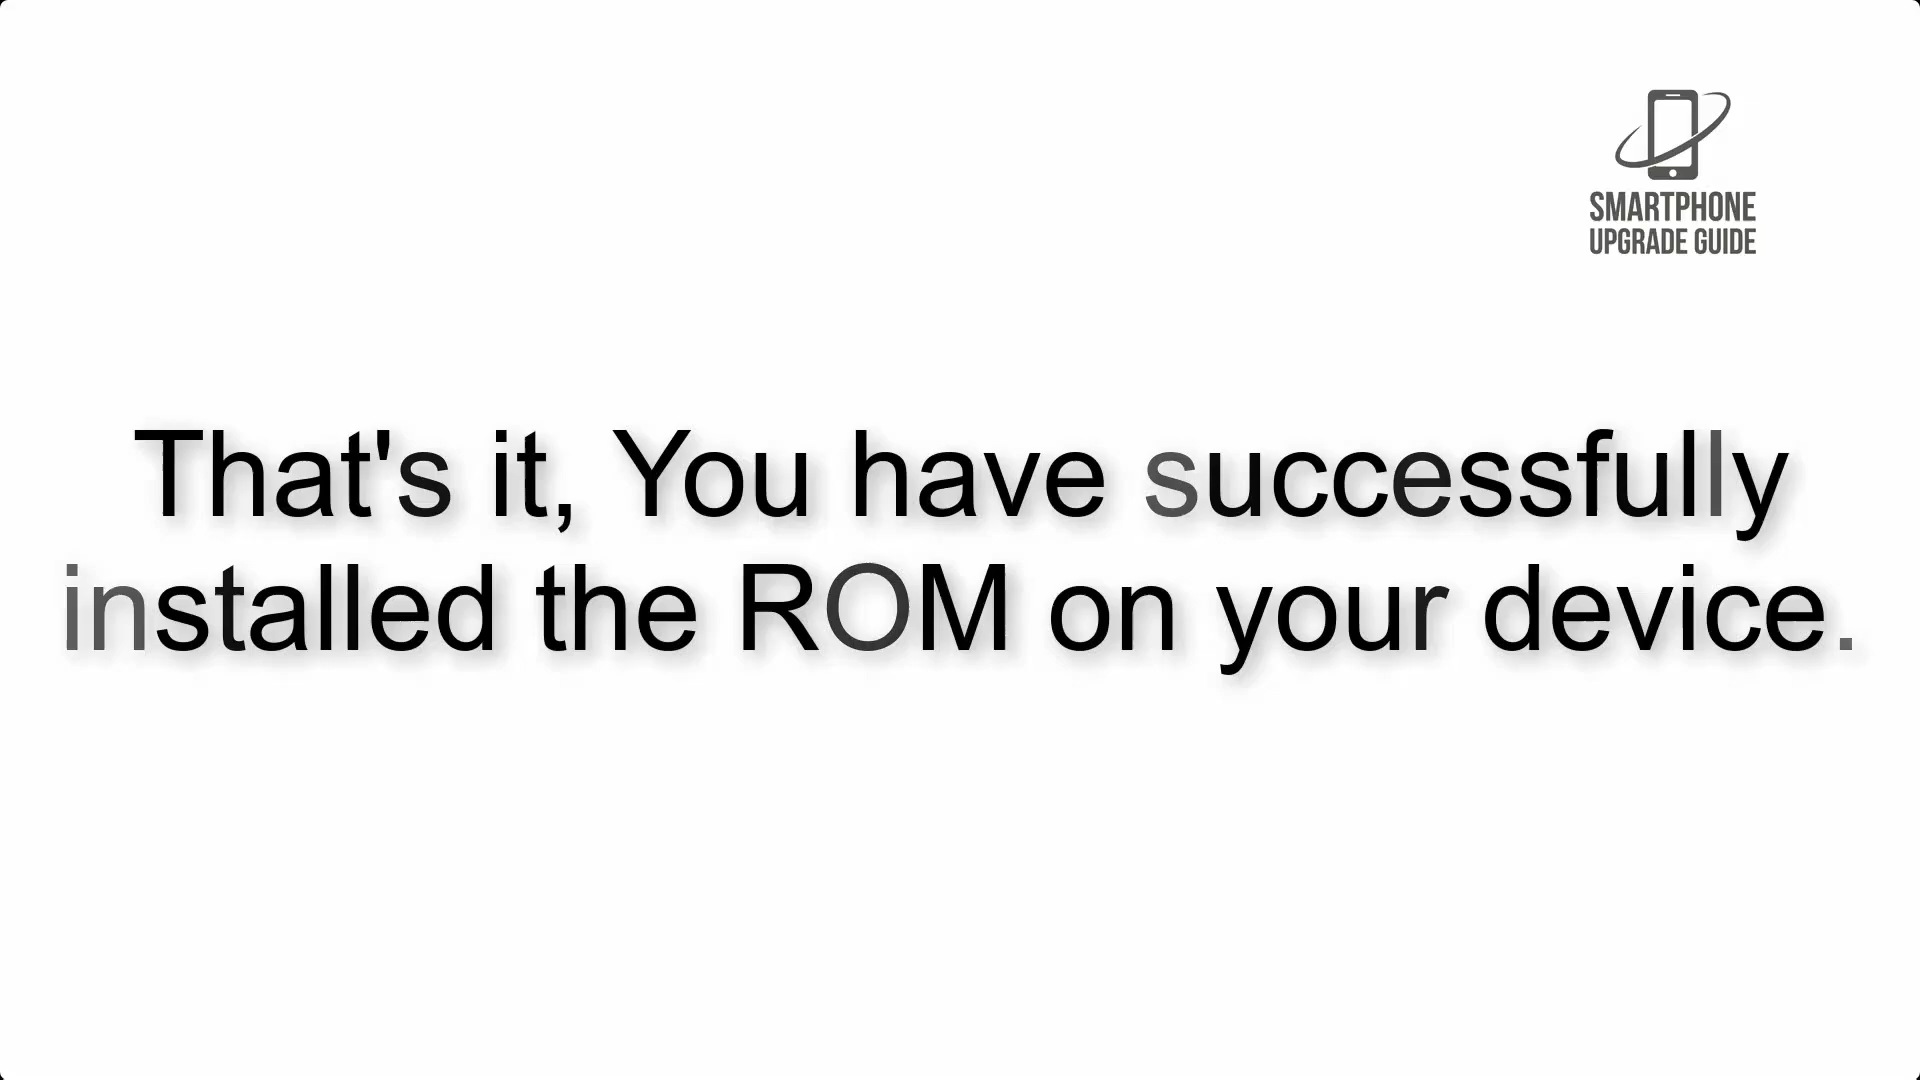 SMARTPHONE
UPGRADE GUIDE
That's it, You have successfully
installed the ROM on your device.